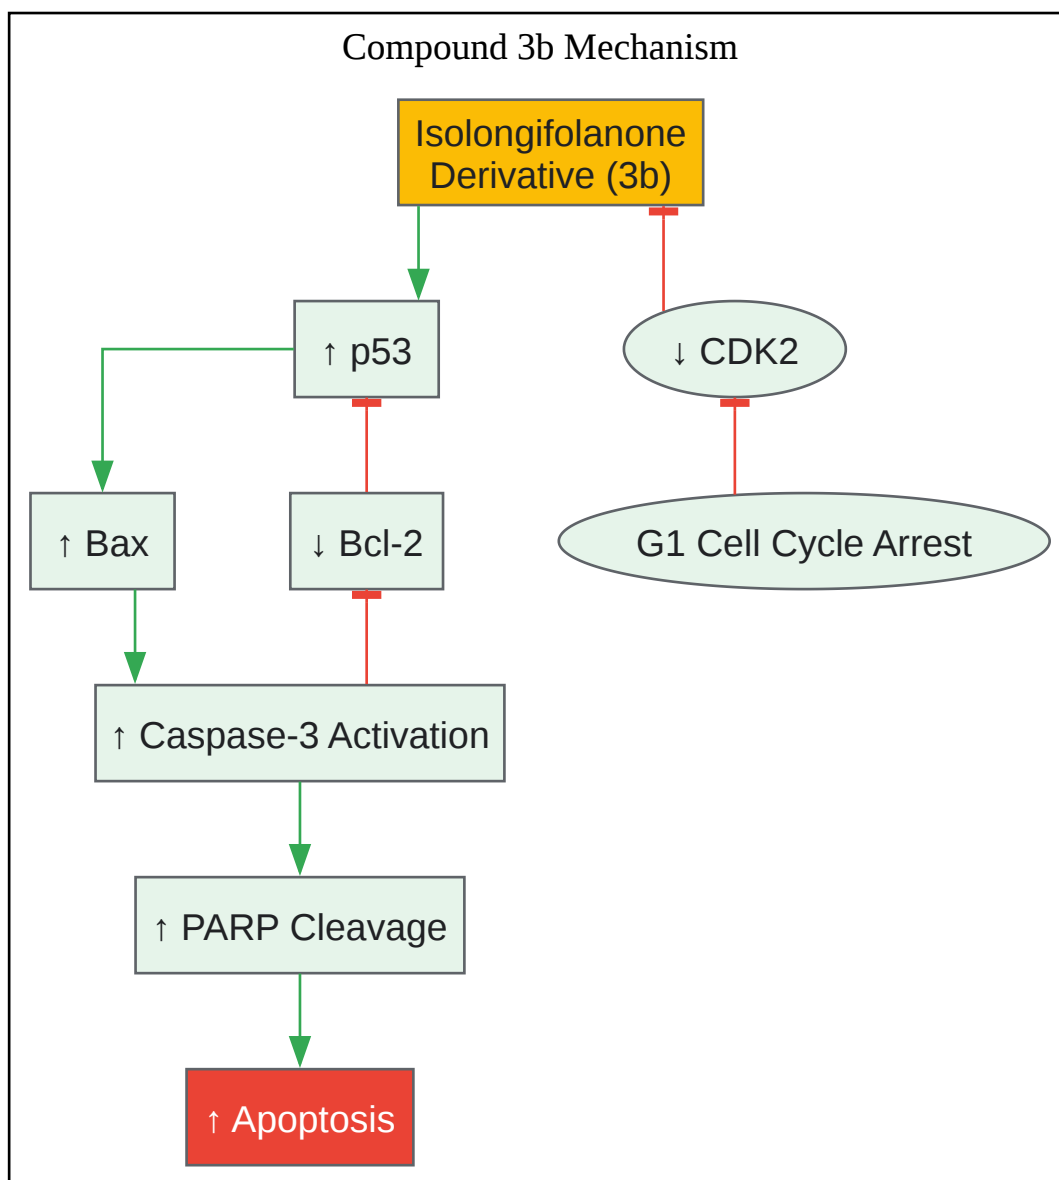 Compound 3b Mechanism
Isolongifolanone
Derivative (3b)
↑ p53
↓ CDK2
↑ Bax
↓ Bcl-2
G1 Cell Cycle Arrest
↑ Caspase-3 Activation
↑ PARP Cleavage
↑ Apoptosis